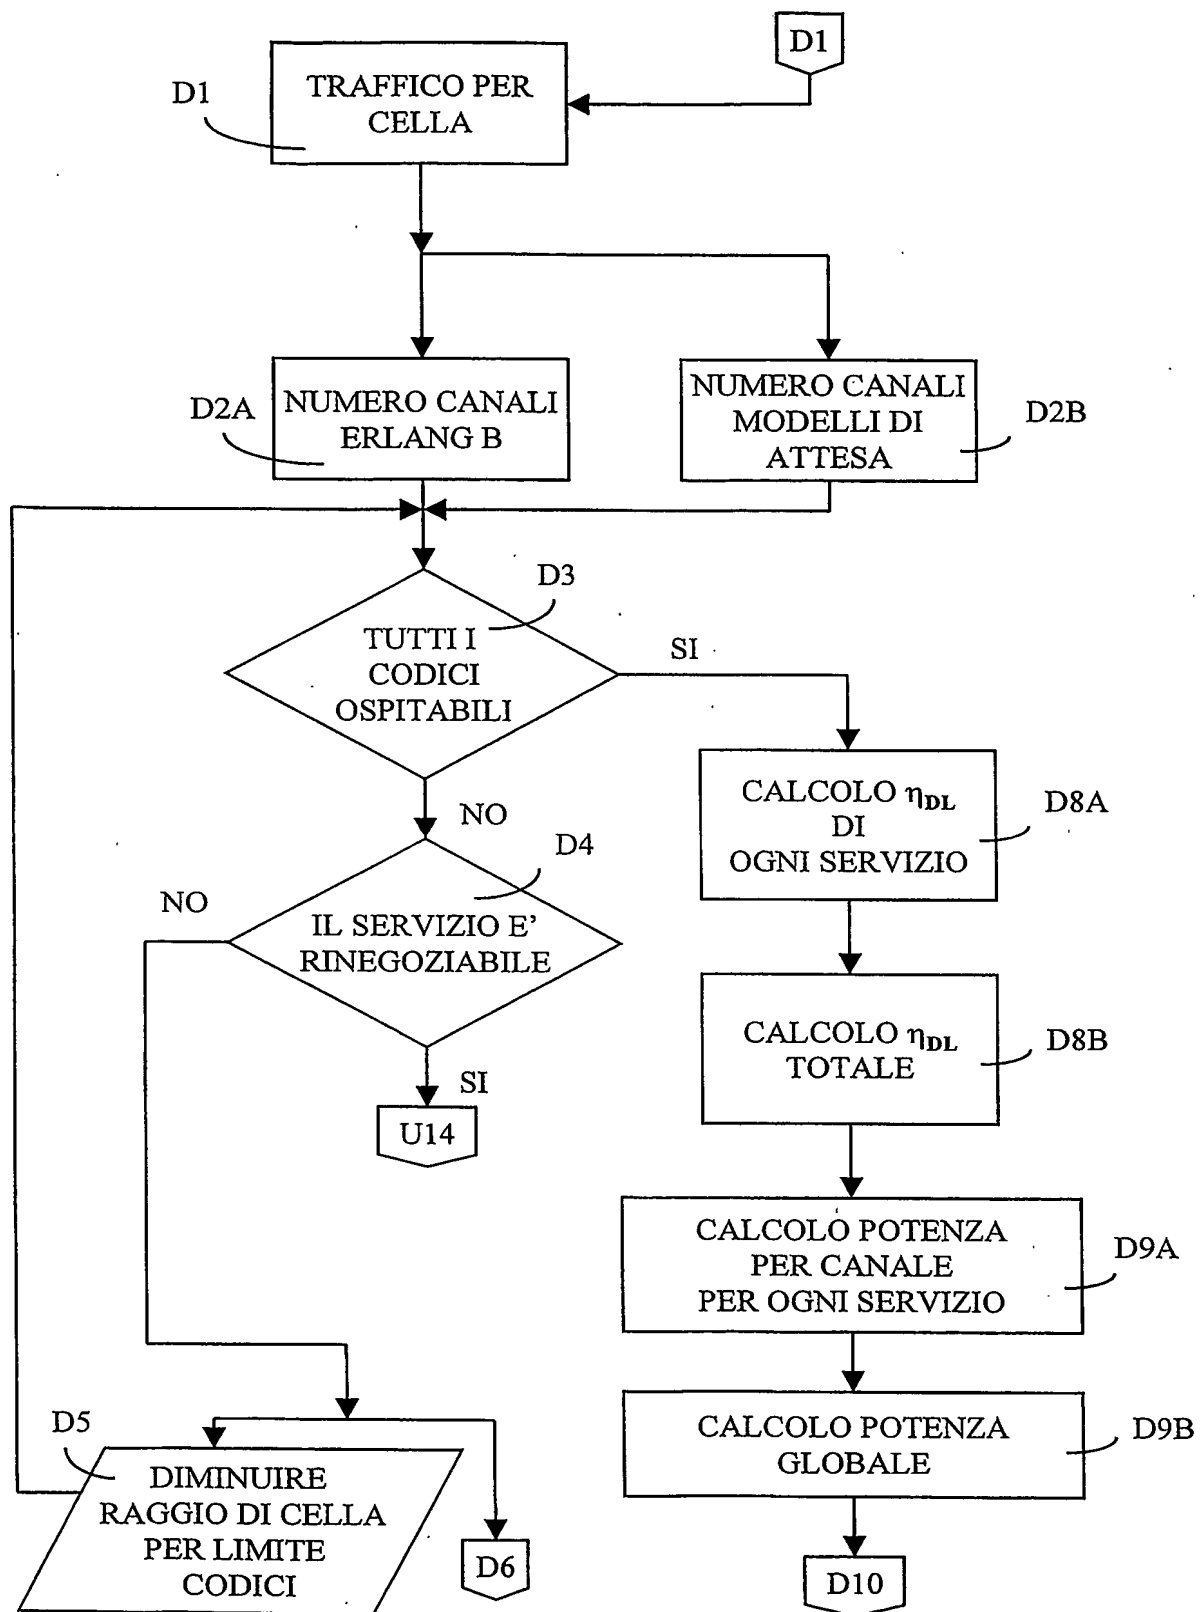 D1
TRAFFICO PER
CELLA
D1
NUMERO CANALI
ERLANG B
D2A
NUMERO CANALI
MODELLI DI
ATTESA
D2B
D3
TUTTI I
CODICI
OSPITABILI
SI
NO
CALCOLO ηDL
DI
OGNI SERVIZIO
D8A
D4
NO
IL SERVIZIO E'
RINEGOZIABILE
SI
U14
CALCOLO ηDL
TOTALE
D8B
CALCOLO POTENZA
PER CANALE
PER OGNI SERVIZIO
D9A
D5
DIMINUIRE
RAGGIO DI CELLA
PER LIMITE
CODICI
D6
CALCOLO POTENZA
GLOBALE
D9B
D10